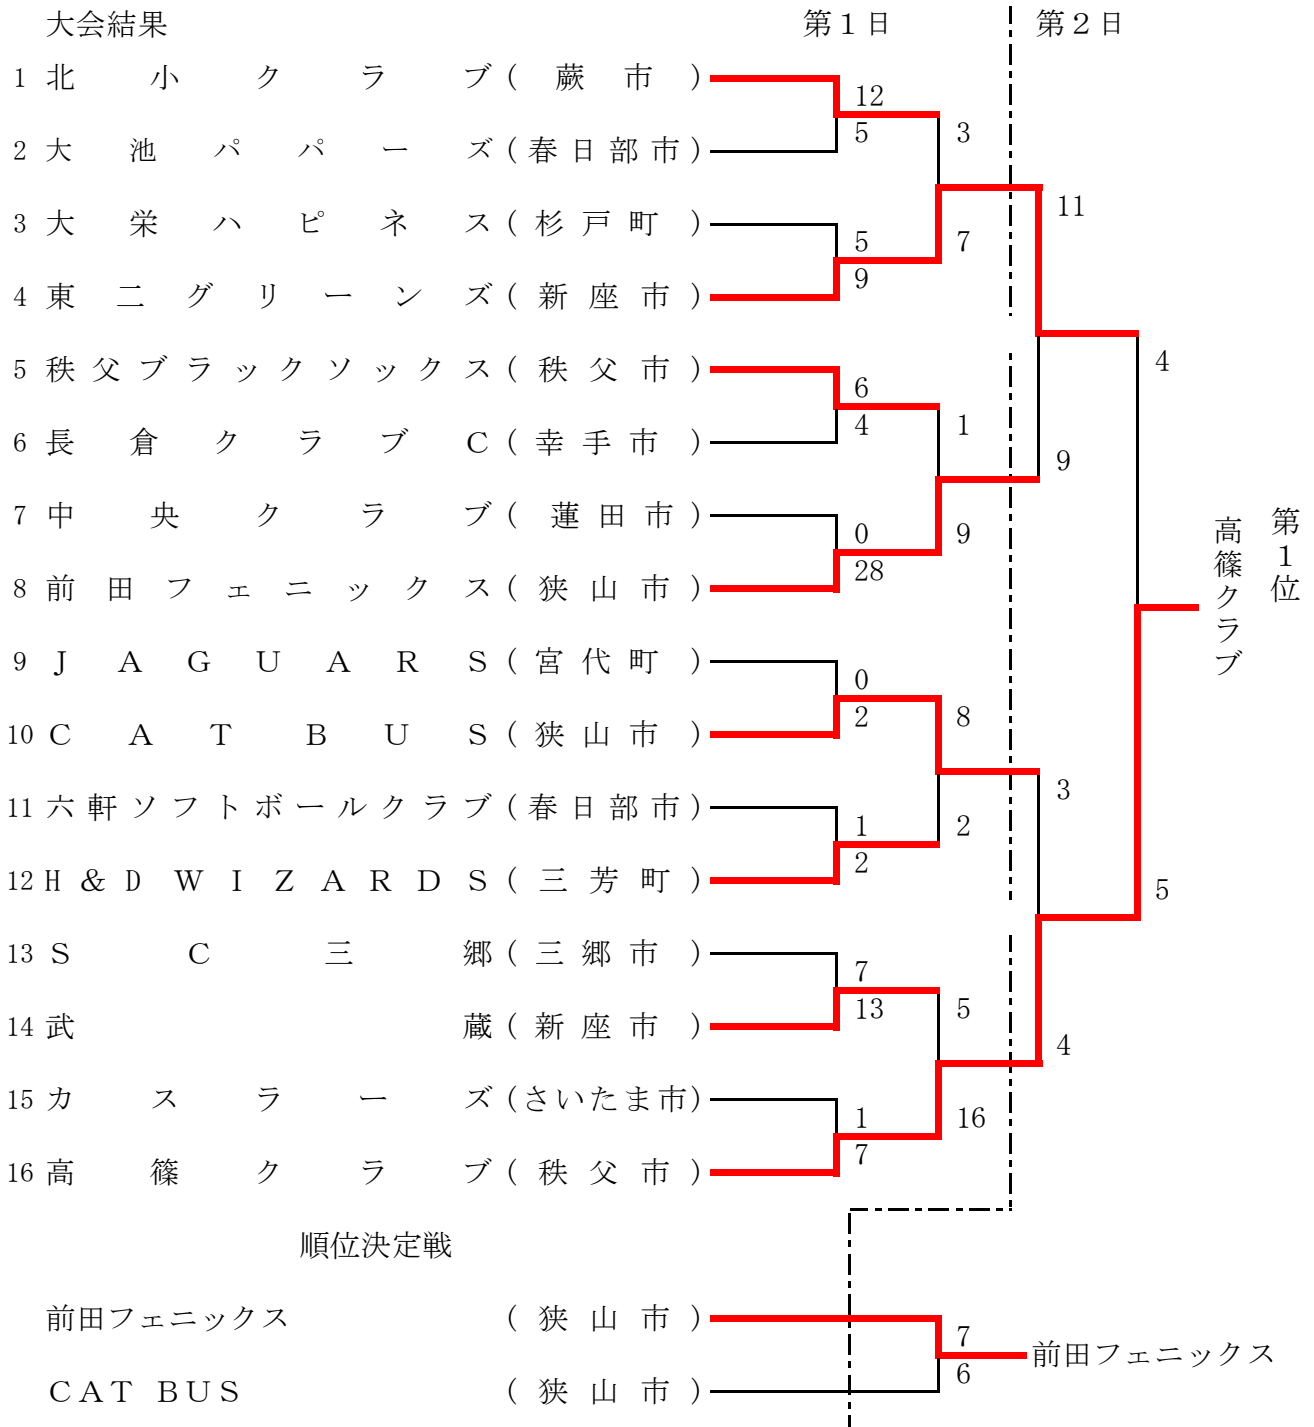 大会結果 第１日 第２日
1 北小クラブ(蕨市)
12
2 大池パパーズ(春日部市)
5
3
3 大栄ハピネス(杉戸町)
5
7
11
4 東二グリーンズ(新座市)
9
5 秩父ブラックソックス(秩父市)
6
4
6 長倉クラブＣ(幸手市)
4
1
9
7 中央クラブ(蓮田市)
0
9
8 前田フェニックス(狭山市)
28
第１位
高篠クラブ
9 ＪＡＧＵＡＲＳ(宮代町)
0
10 ＣＡＴＢＵＳ(狭山市)
2
8
11 六軒ソフトボールクラブ(春日部市)
1
2
3
12 H&D ＷＩＺＡＲＤＳ(三芳町)
2
5
13 ＳＣ三郷(三郷市)
7
14 武蔵(新座市)
13
5
4
15 カスラーズ(さいたま市)
1
16
16 高篠クラブ(秩父市)
7
順位決定戦
前田フェニックス (狭山市)
7
前田フェニックス
ＣＡＴ ＢＵＳ (狭山市)
6